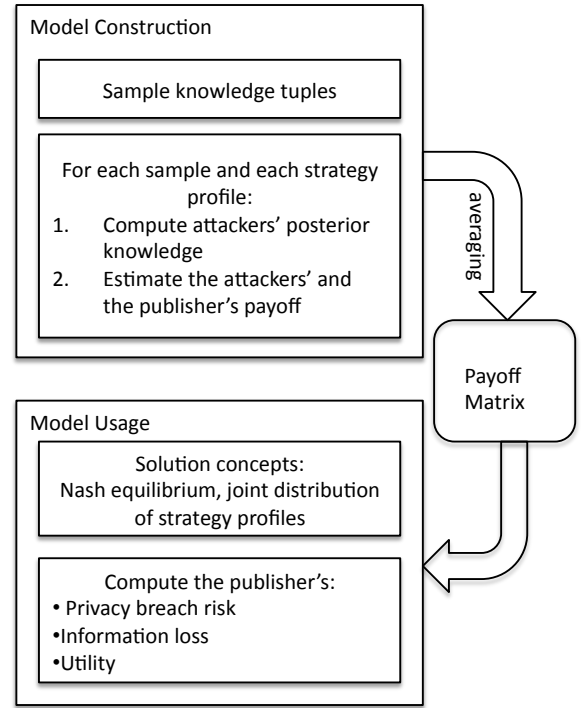 Model Construction
Sample knowledge tuples
For each sample and each strategy
profile:
1. Compute attackers' posterior
knowledge
2. Estimate the attackers' and
the publisher's payoff
averaging
Payoff
Matrix
Model Usage
Solution concepts:
Nash equilibrium, joint distribution
of strategy profiles
Compute the publisher's:
• Privacy breach risk
•Information loss
•Utility